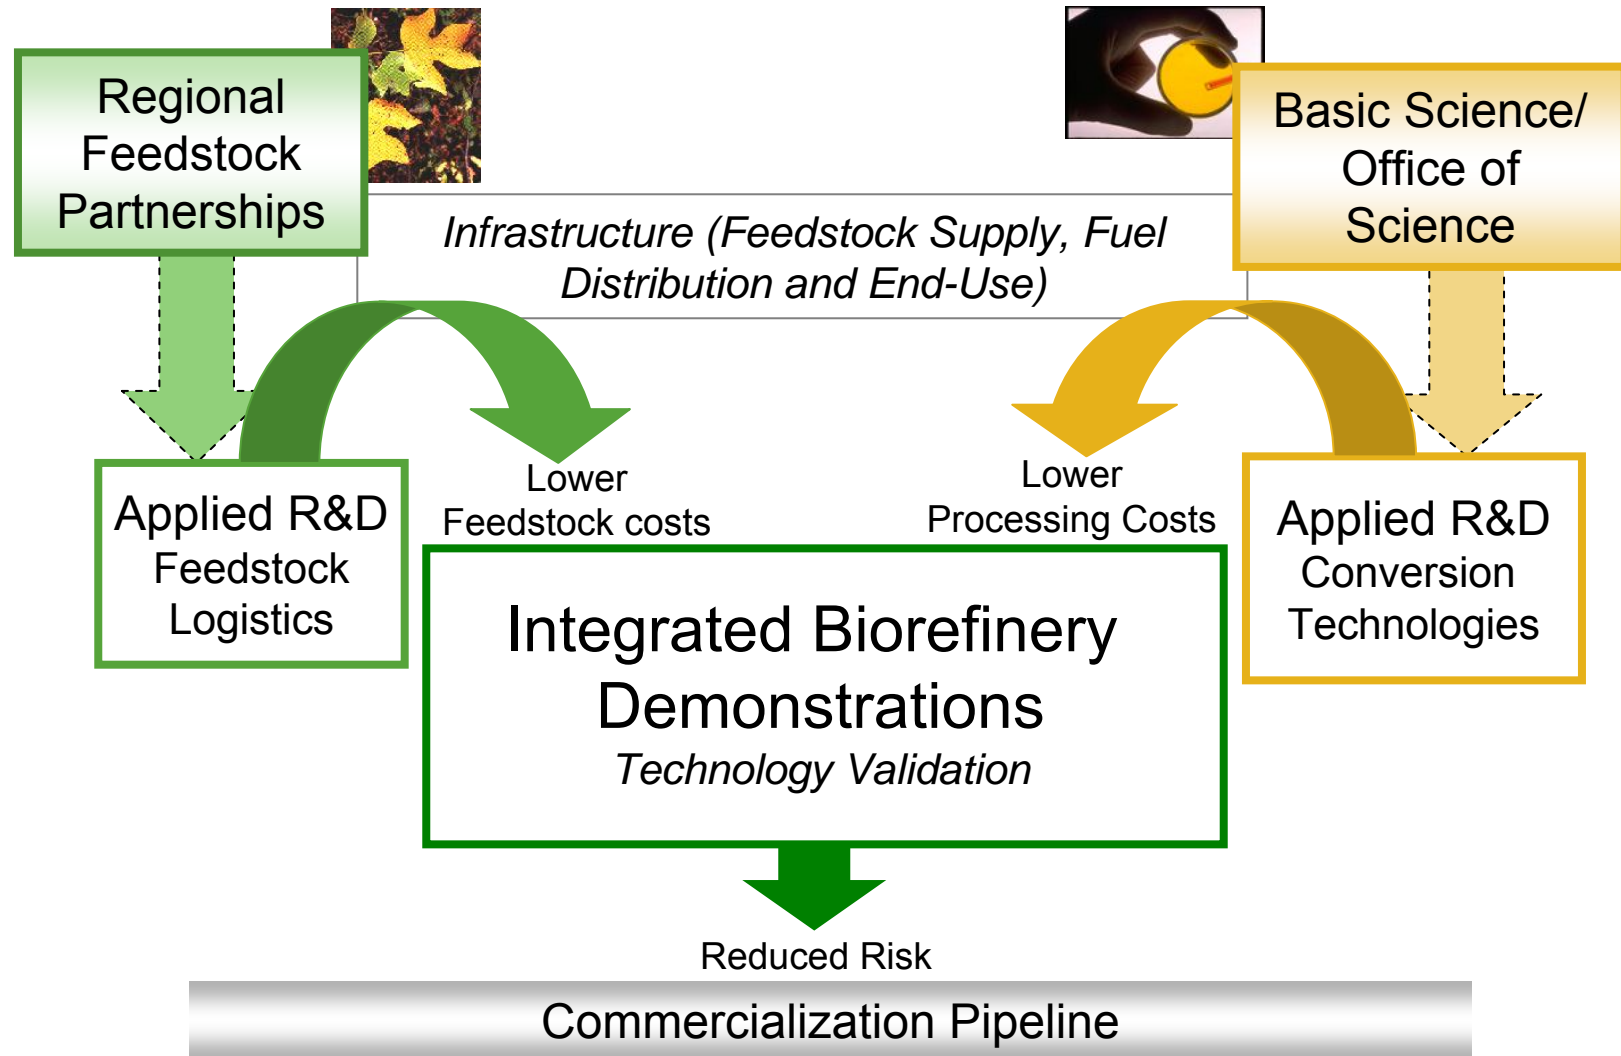 Regional
Feedstock
Partnerships
Basic Science/
Office of
Science
Infrastructure (Feedstock Supply, Fuel
Distribution and End-Use)
Lower
Feedstock costs
Lower
Processing Costs
Applied R&D
Feedstock
Logistics
Applied R&D
Conversion
Technologies
Integrated Biorefinery
Demonstrations
Technology Validation
Reduced Risk
Commercialization Pipeline